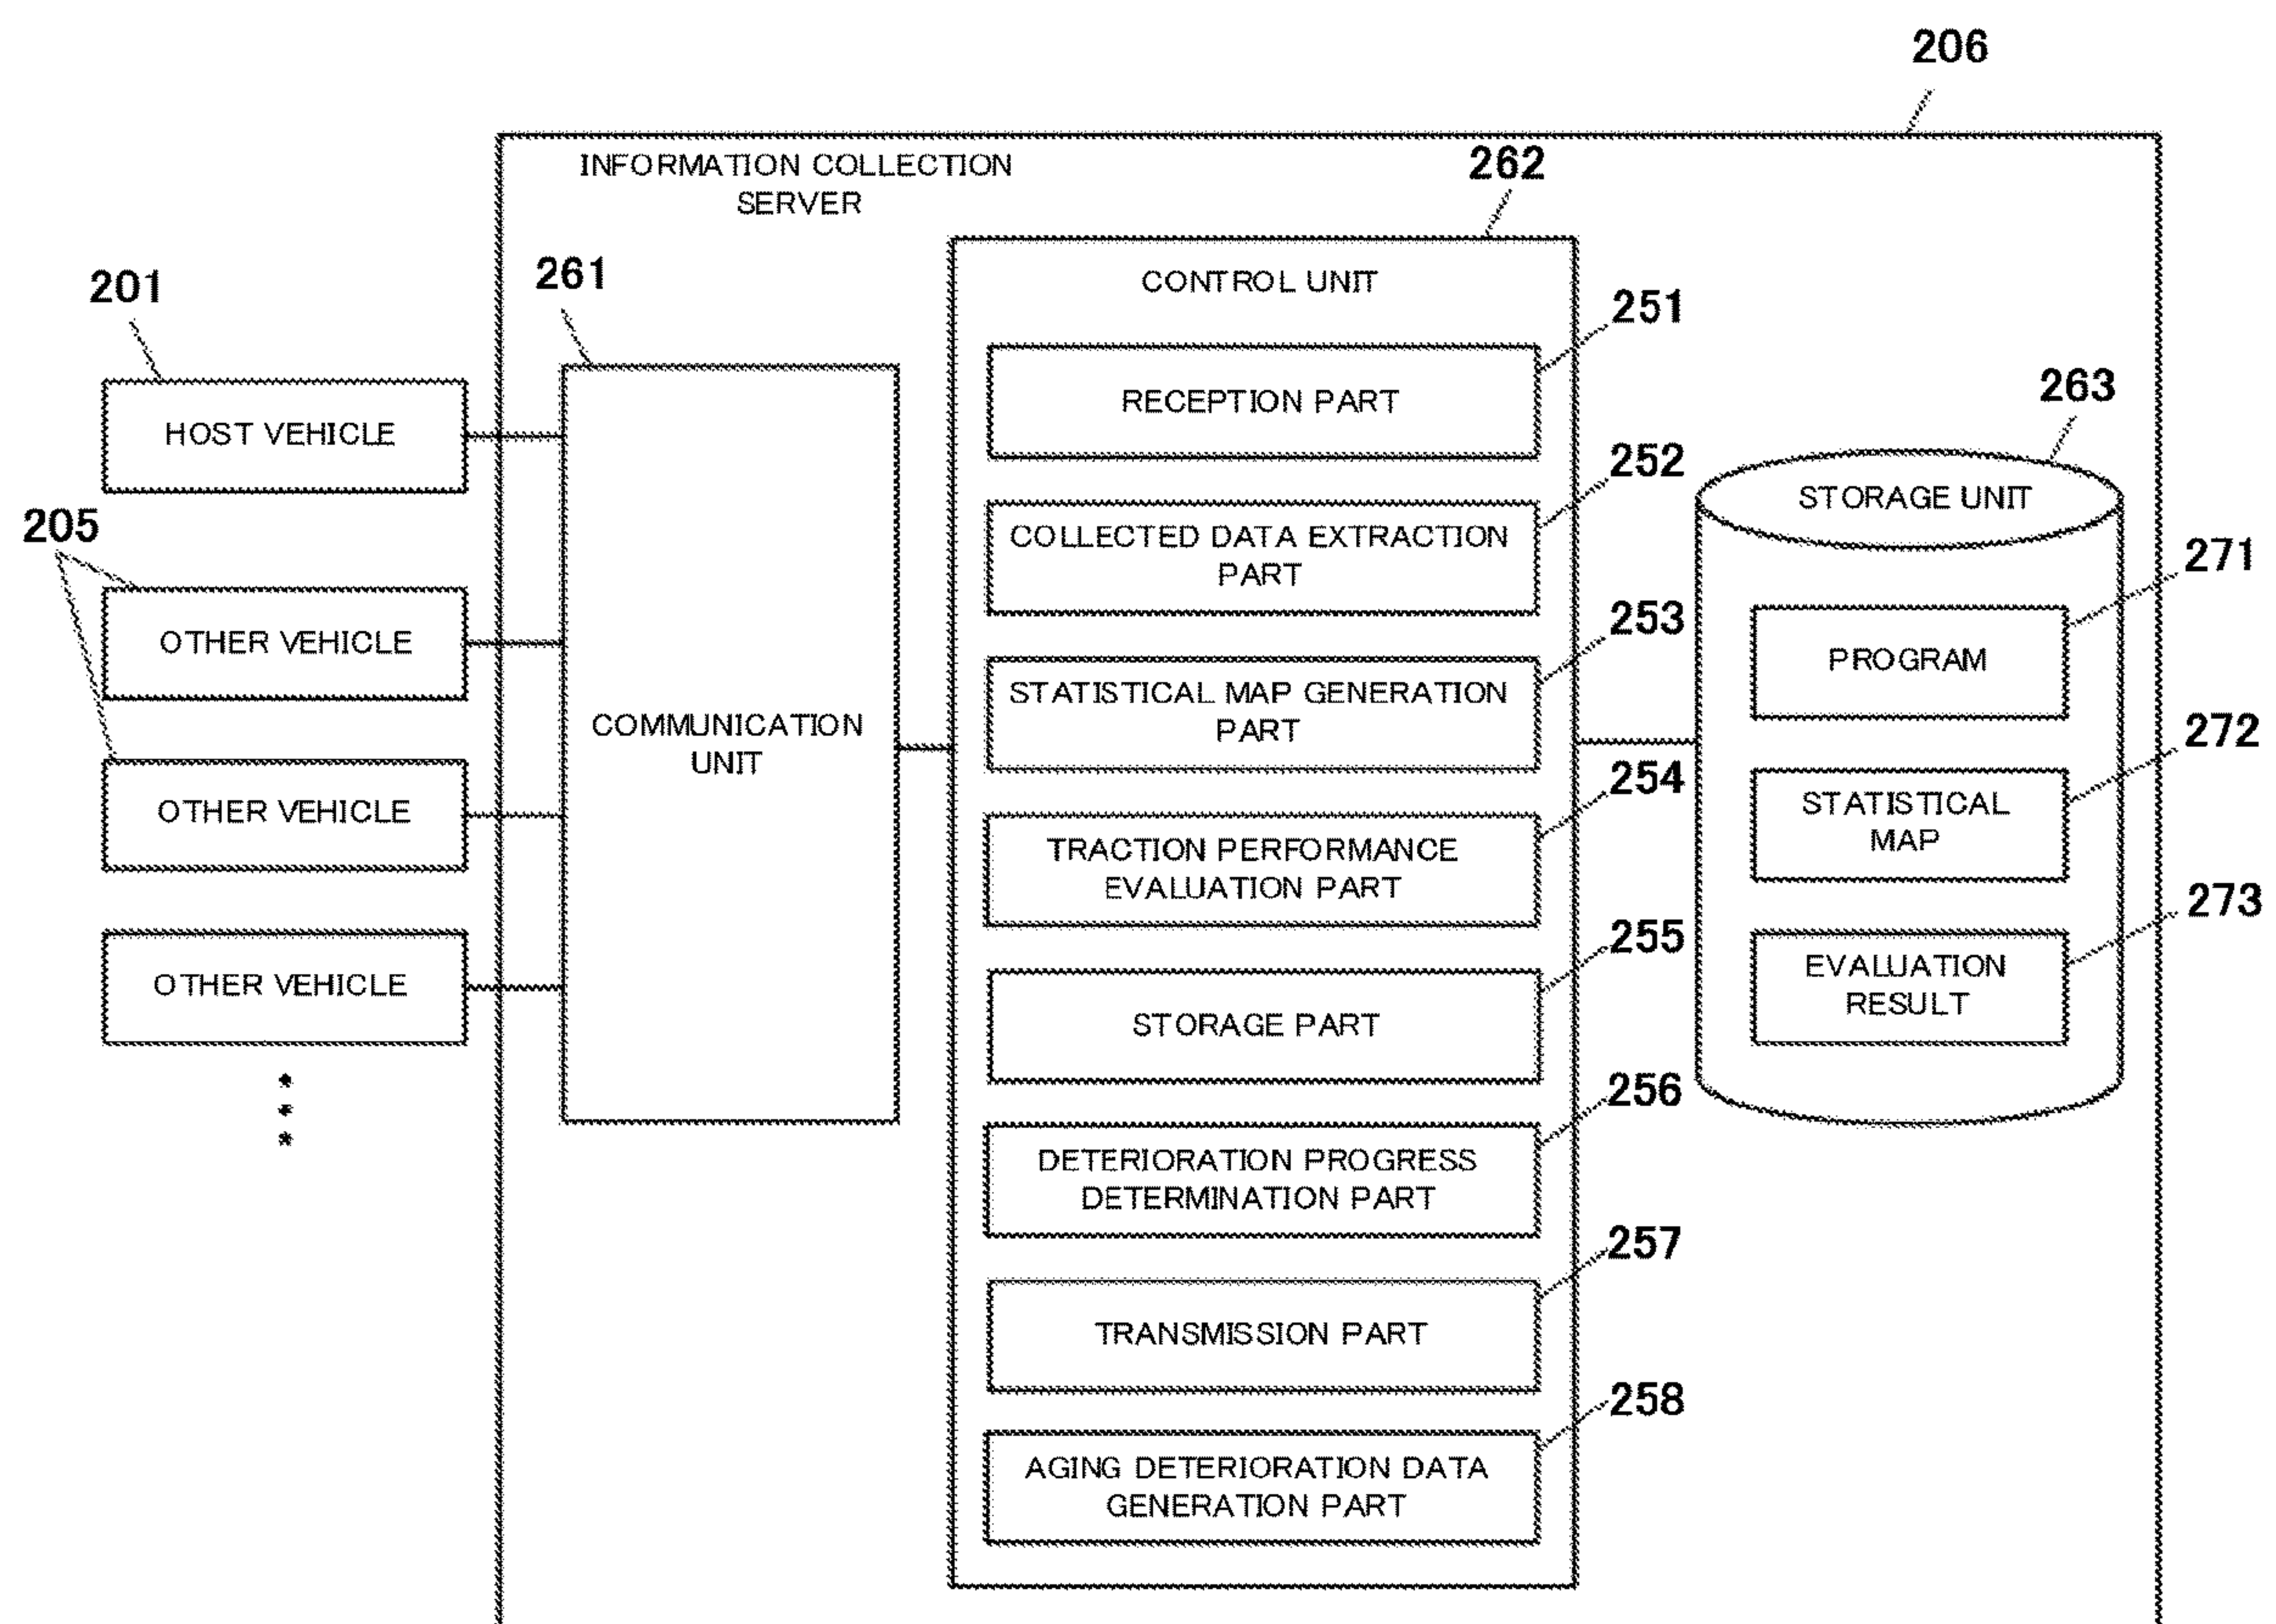 206
INFORMATION COLLECTION
SERVER
262
261
CONTROL UNIT
201
251
RECEPTION PART
263
HOST VEHICLE
252
STORAGE UNIT
205
COLLECTED DATA EXTRACTION
PART
271
253
OTHER VEHICLE
PROGRAM
STATISTICAL MAP GENERATION
PART
COMMUNICATION
UNIT
272
254
OTHER VEHICLE
STATISTICAL
MAP
TRACTION PERFORMANCE
EVALUATION PART
273
255
OTHER VEHICLE
EVALUATION
RESULT
STORAGE PART
256
DETERIORATION PROGRESS
DETERMINATION PART
257
TRANSMISSION PART
258
AGING DETERIORATION DATA
GENERATION PART